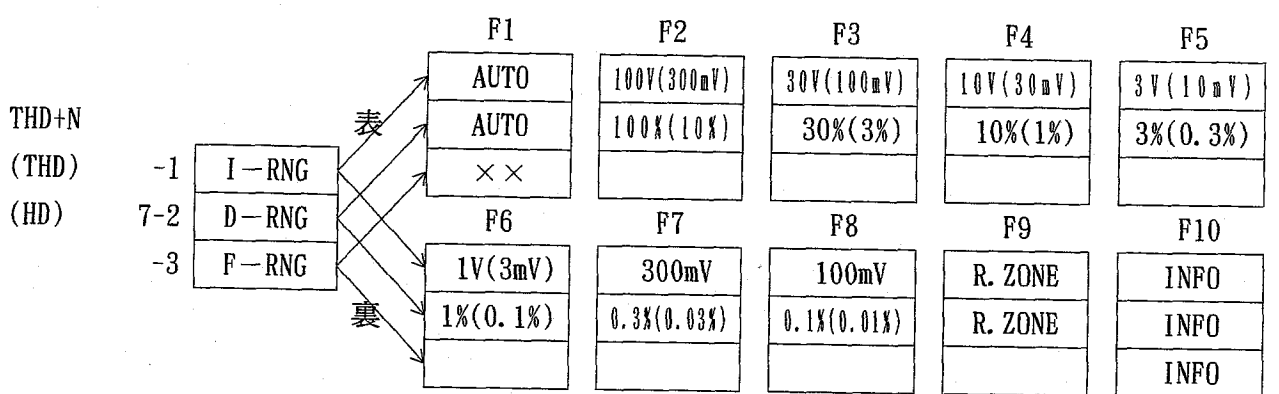 F1 F2 F3 F4 F5
AUTO 100V(300mV) 30V(100mV) 10V(30mV) 3V(10mV)
THD+N 表 AUTO 100%(10%) 30%(3%) 10%(1%) 3%(0.3%)
(THD) -1 I-RNG ××
(HD) 7-2 D-RNG F6 F7 F8 F9 F10
-3 F-RNG 1V(3mV) 300mV 100mV R.ZONE INFO
裏 1%(0.1%) 0.3%(0.03%) 0.1%(0.01%) R.ZONE INFO
INFO